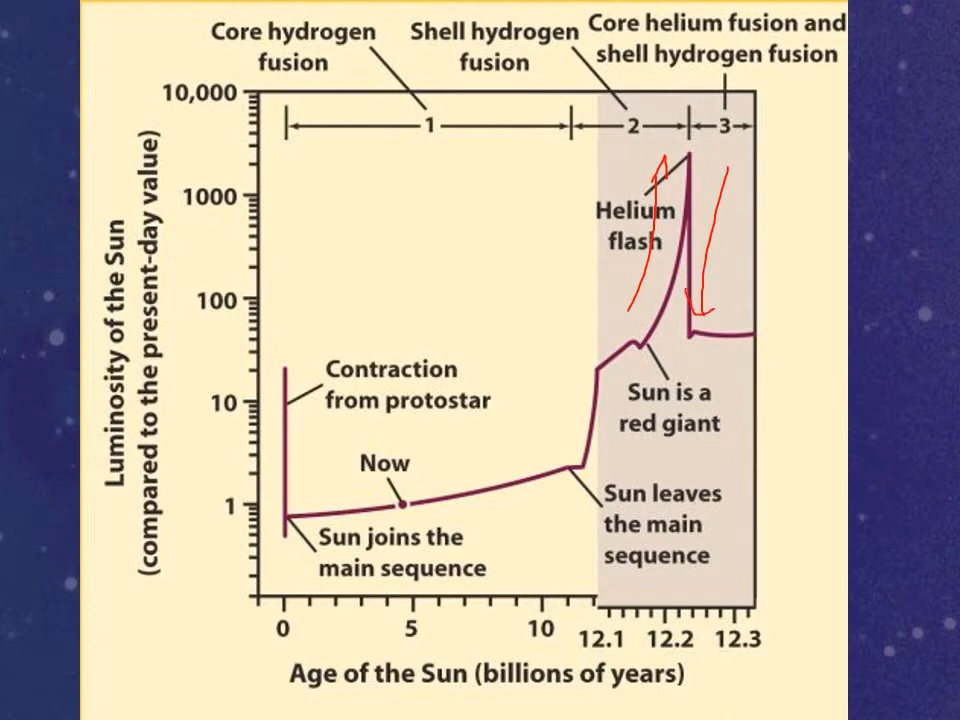 Core hydrogen
fusion
Shell hydrogen
fusion
Core helium fusion and
shell hydrogen fusion
10,000
1
2
3
1000
Helium
flash
100
Contraction
from protostar
10
Sun is a
red giant
Now
1
Sun leaves
the main
sequence
Sun joins the
main sequence
0
5
10
12.1
12.2
12.3
Age of the Sun (billions of years)
Luminosity of the Sun
(compared to the present-day value)